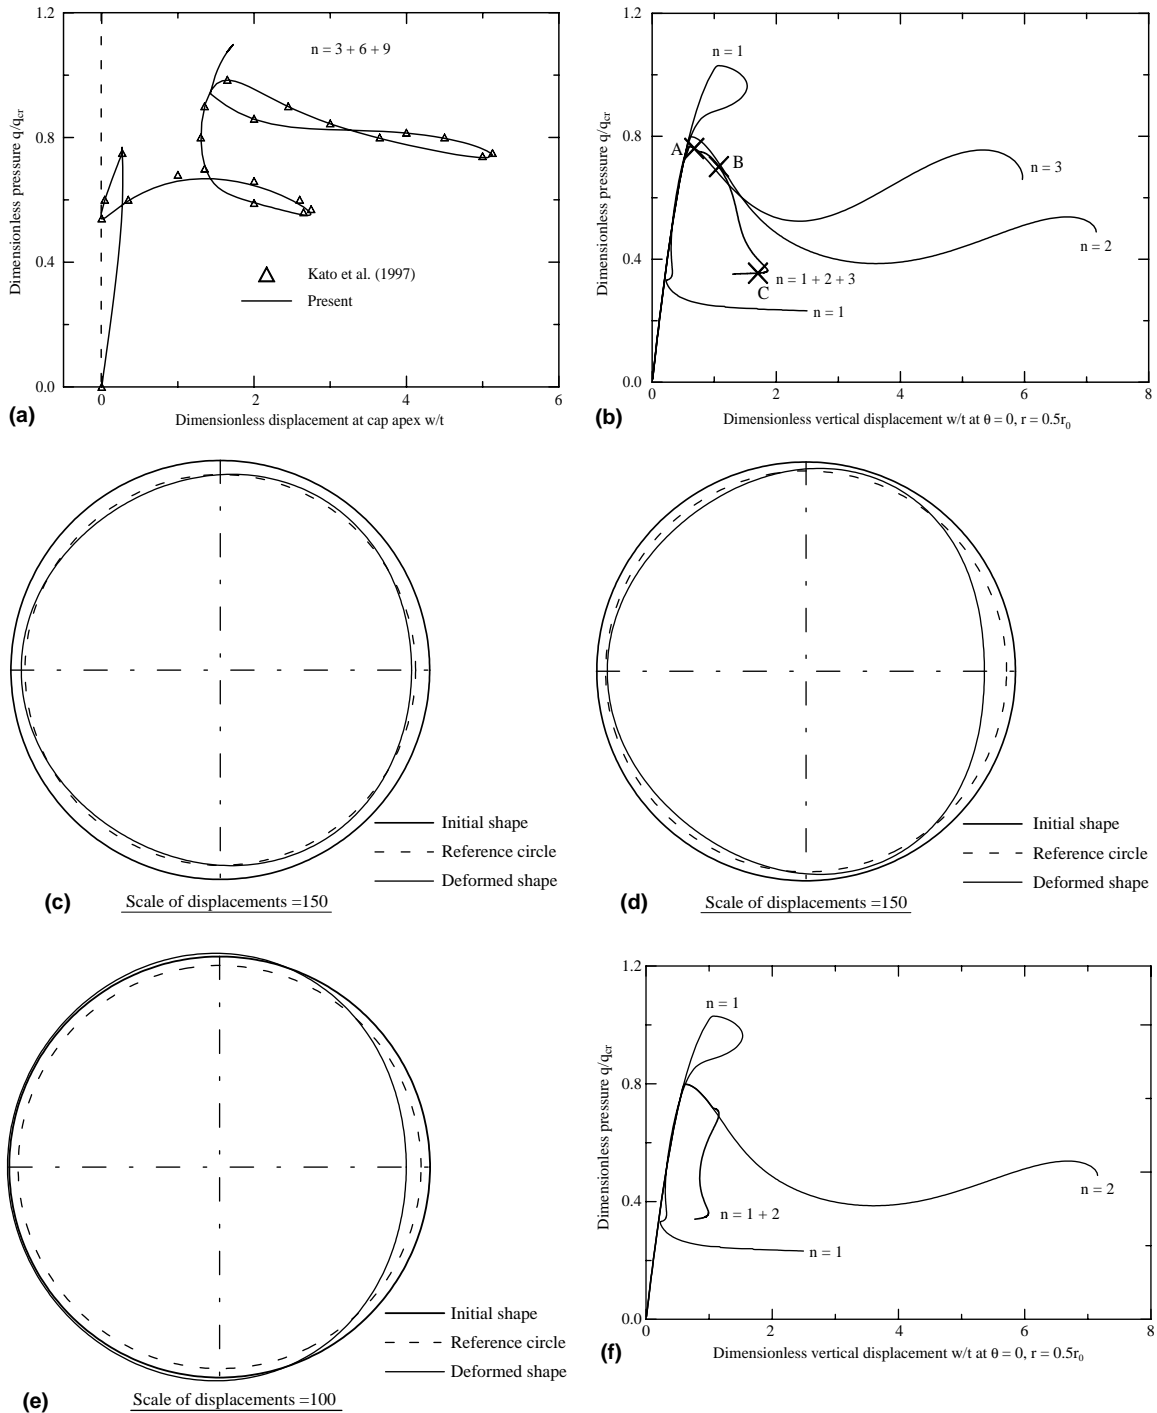 1.2
0.8
0.4
0.0
Dimensionless pressure q/qcr
n = 3 + 6 + 9
Kato et al. (1997)
Present
0
2
4
6
Dimensionless displacement at cap apex w/t
(a)
1.2
0.8
0.4
0.0
Dimensionless pressure q/qcr
n = 1
A
B
n = 3
n = 2
n = 1 + 2 + 3
C
n = 1
0
2
4
6
8
Dimensionless vertical displacement w/t at θ = 0, r = 0.5r0
(b)
Initial shape
Reference circle
Deformed shape
(c)
Scale of displacements =150
Initial shape
Reference circle
Deformed shape
(d)
Scale of displacements =150
Initial shape
Reference circle
Deformed shape
(e)
Scale of displacements =100
1.2
0.8
0.4
0.0
Dimensionless pressure q/qcr
n = 1
n = 2
n = 1 + 2
n = 1
0
2
4
6
8
Dimensionless vertical displacement w/t at θ = 0, r = 0.5r0
(f)